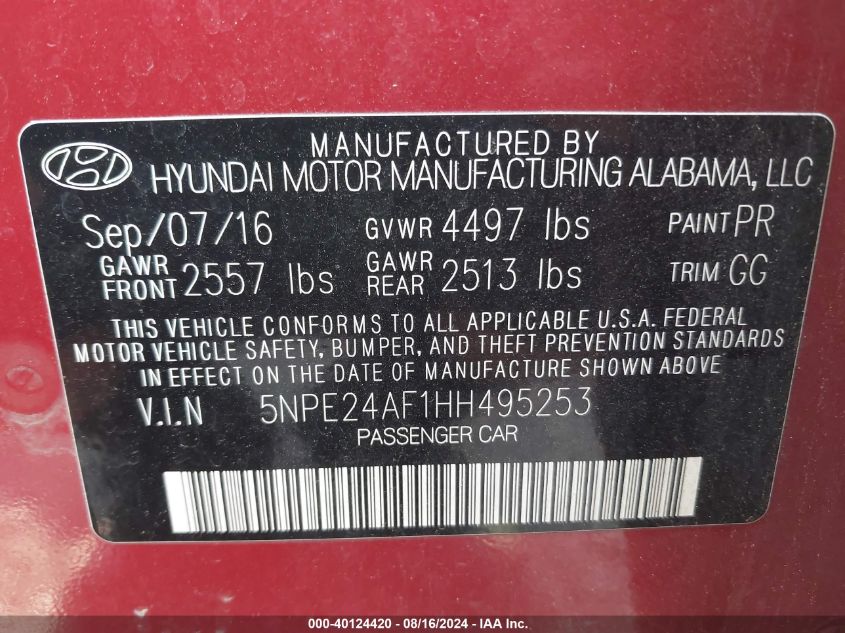 MANUFACTURED BY
HYUNDAI MOTOR MANUFACTURING ALABAMA, LLC
Sep/07/16 GVWR 4497 lbs PAINT PR
GAWR FRONT 2557 lbs GAWR REAR 2513 lbs TRIM GG
THIS VEHICLE CONFORMS TO ALL APPLICABLE U.S.A. FEDERAL
MOTOR VEHICLE SAFETY, BUMPER, AND THEFT PREVENTION STANDARDS
IN EFFECT ON THE DATE OF MANUFACTURE SHOWN ABOVE
V.I.N 5NPE24AF1HH495253
PASSENGER CAR
000-40124420 - 08/16/2024 - IAA Inc.